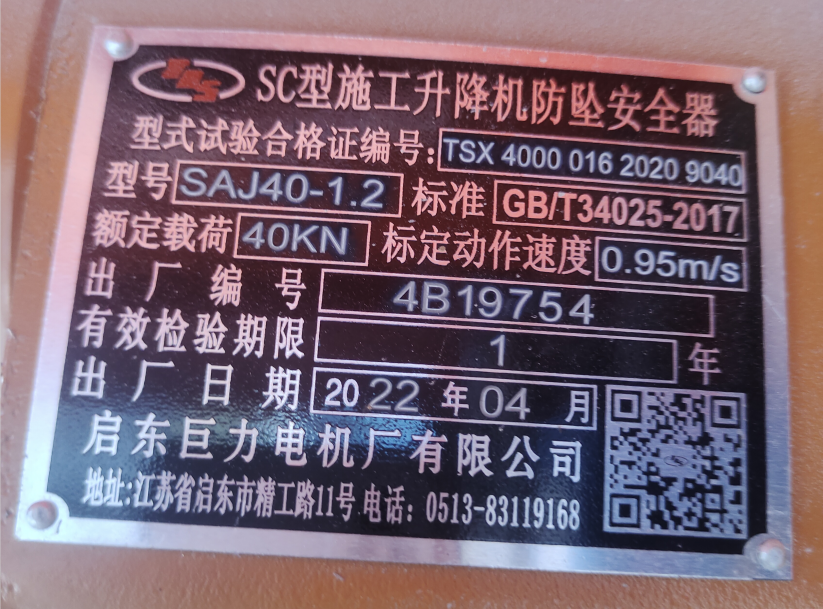 SC型施工升降机防坠安全器
型式试验合格证编号:TSX 4000 016 2020 9040
型号 SAJ40-1.2 标准 GB/T34025-2017
额定载荷 40KN 标定动作速度 0.95m/s
出厂编号 4B19754
有效检验期限 1 年
出厂日期 2022 年 04 月
启东巨力电机厂有限公司
地址:江苏省启东市精工路11号 电话: 0513-83119168